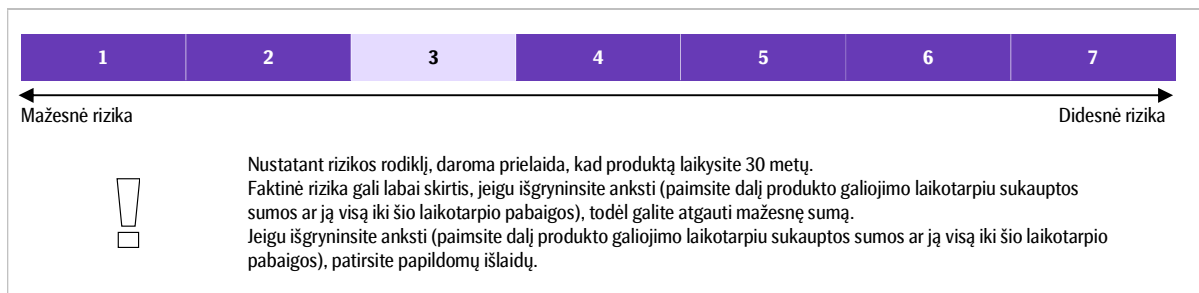 1 2 3 4 5 6 7
Mažesnė rizika Didesnė rizika
Nustatant rizikos rodiklį, daroma prielaida, kad produktą laikysite 30 metų.
Faktinė rizika gali labai skirtis, jeigu išgryninsite anksti (paimsite dalį produkto galiojimo laikotarpiu sukauptos
sumos ar ją visą iki šio laikotarpio pabaigos), todėl galite atgauti mažesnę sumą.
Jeigu išgryninsite anksti (paimsite dalį produkto galiojimo laikotarpiu sukauptos sumos ar ją visą iki šio laikotarpio
pabaigos), patirsite papildomų išlaidų.